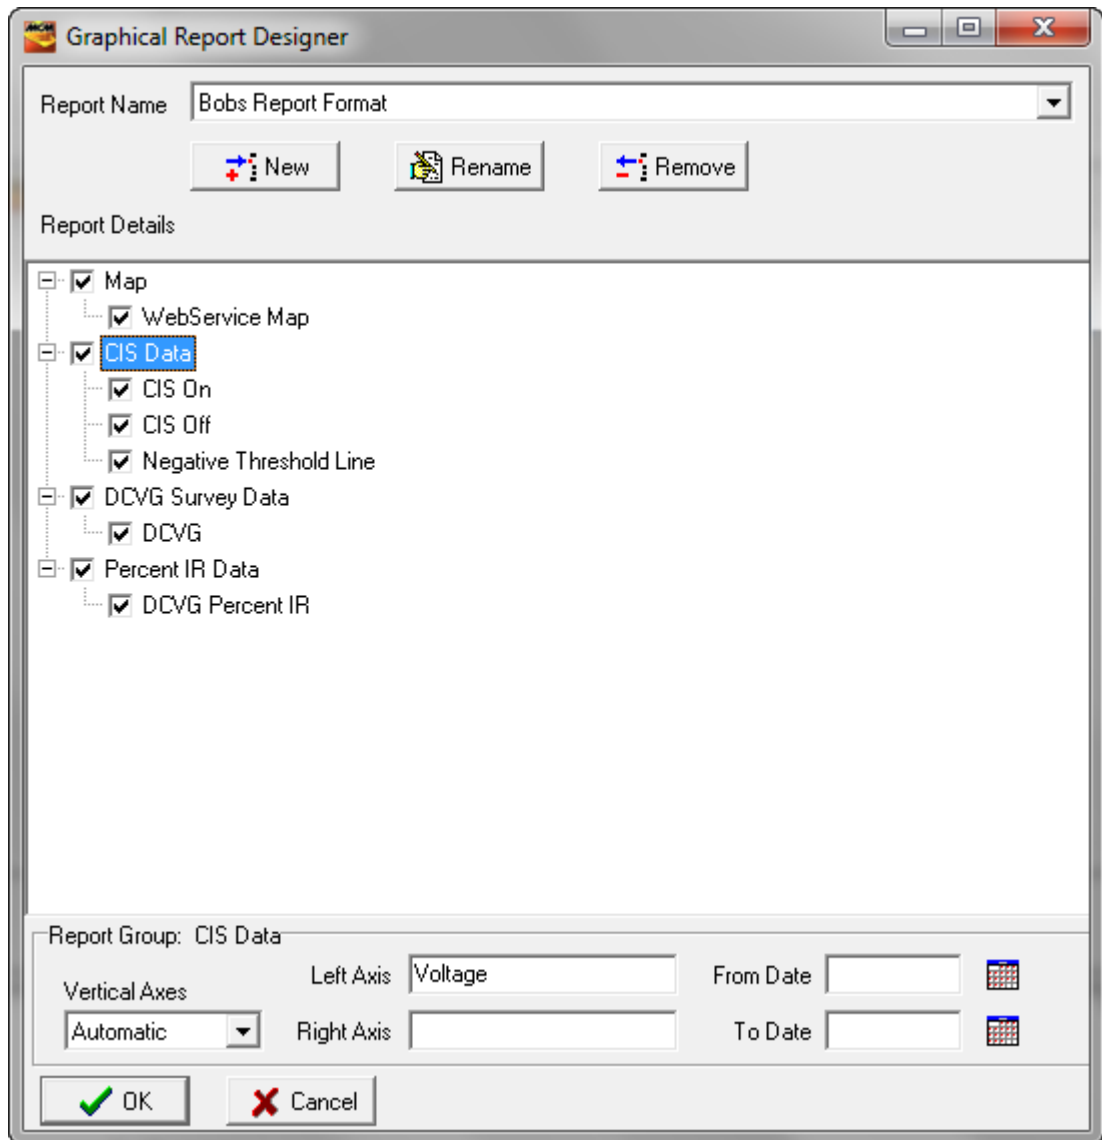 MCM Graphical Report Designer
Report Name Bobs Report Format
New Rename Remove
Report Details
Map
WebService Map
CIS Data
CIS On
CIS Off
Negative Threshold Line
DCVG Survey Data
DCVG
Percent IR Data
DCVG Percent IR
Report Group: CIS Data
Left Axis Voltage From Date
Vertical Axes
Automatic Right Axis To Date
OK Cancel